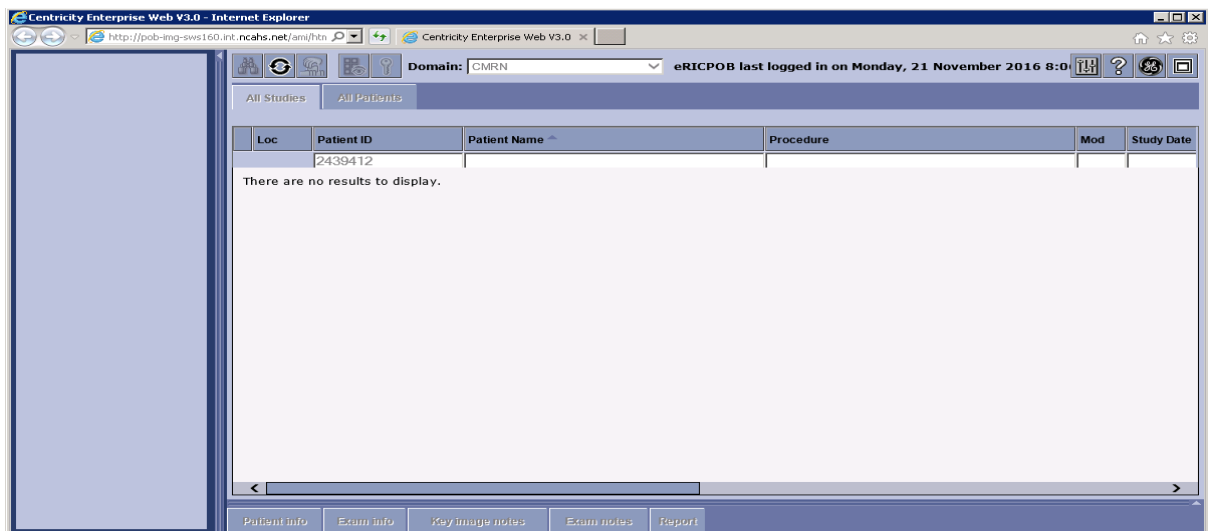 Centricity Enterprise Web V3.0 - Internet Explorer
http://pob-img-sws160.int.ncahs.net/ami/htn
Centricity Enterprise Web V3.0
Domain: CMRN
eRICPOB last logged in on Monday, 21 November 2016 8:0
All Studies All Patients
Loc Patient ID Patient Name Procedure Mod Study Date
2439412
There are no results to display.
Patient info Exam info Key image notes Exam notes Report